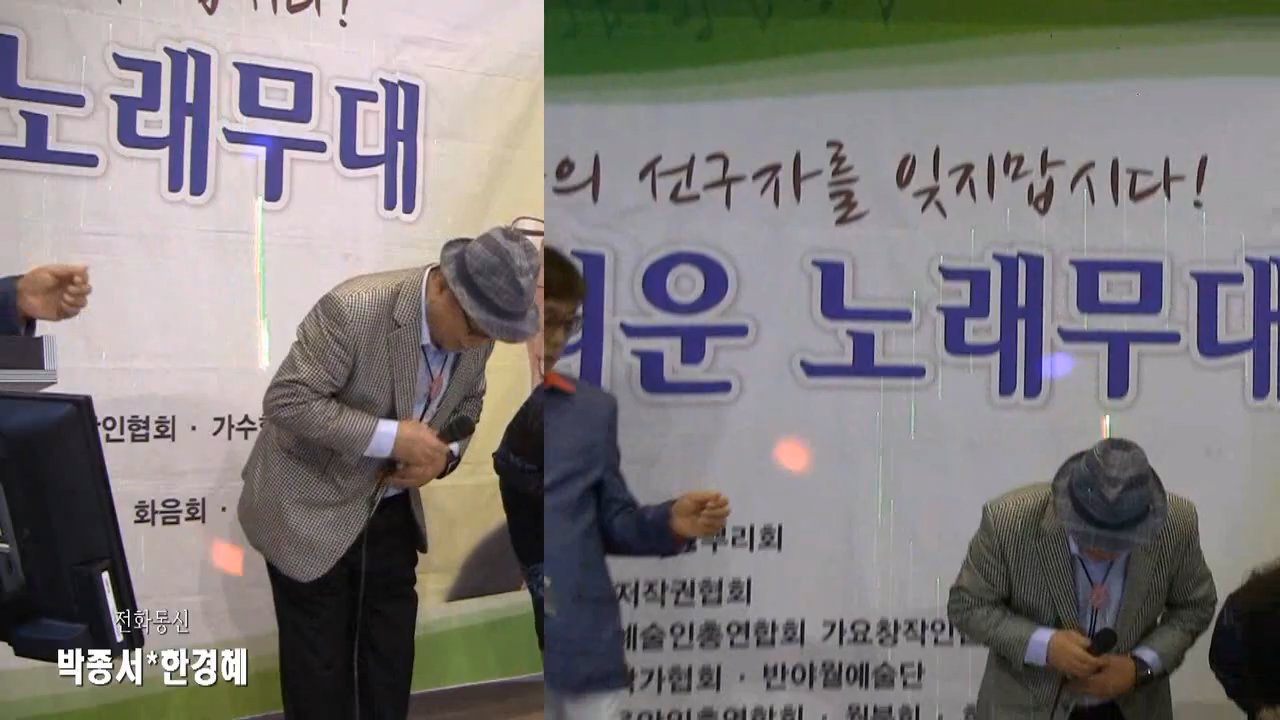 노래무대
인협회 · 가수
화음회 ·
전화통신
박종서*한경혜
의 선구자를 잊지맙시다!
운 노래무대
뿌리회
저작권협회
예술인총연합회 가요창작인
작가협회 · 반야월예술단